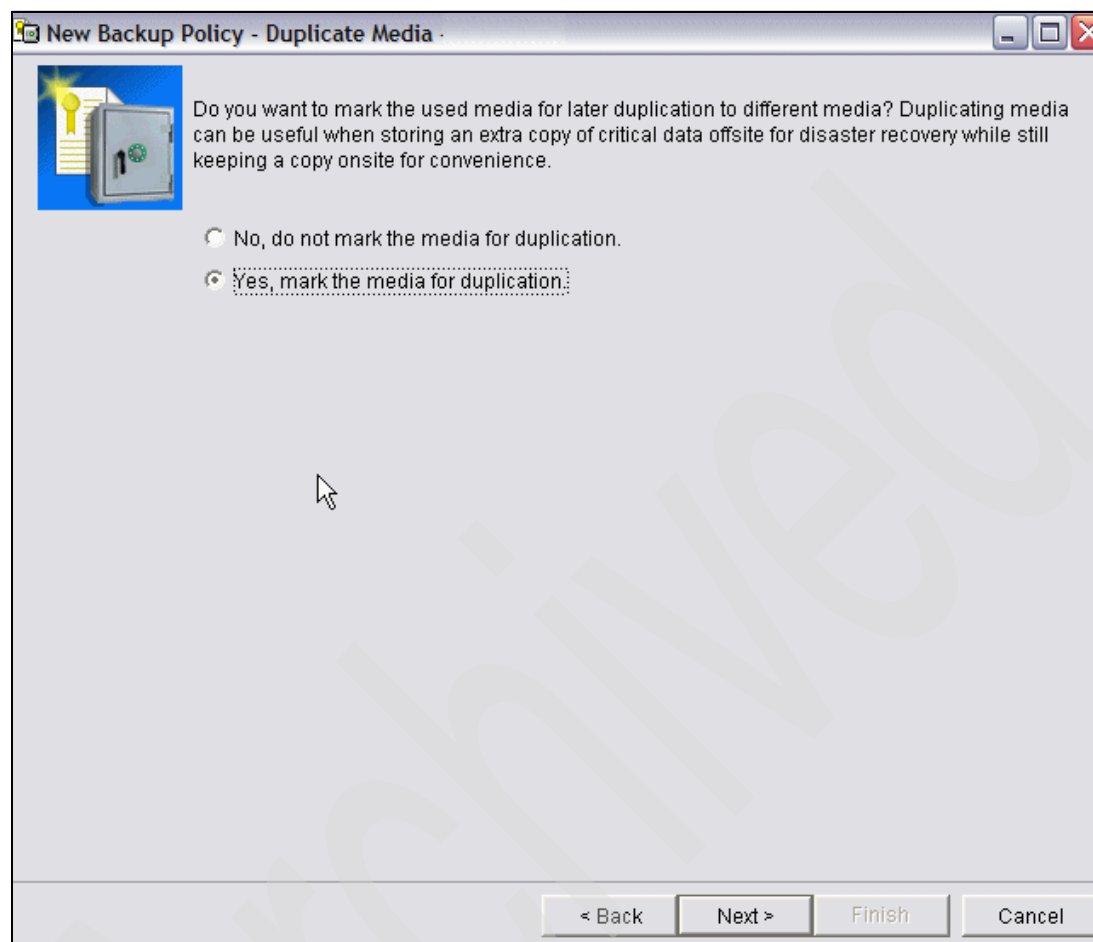 New Backup Policy - Duplicate Media -
Do you want to mark the used media for later duplication to different media? Duplicating media
can be useful when storing an extra copy of critical data offsite for disaster recovery while still
keeping a copy onsite for convenience.
No, do not mark the media for duplication.
Yes, mark the media for duplication.
< Back
Next >
Finish
Cancel
Archived